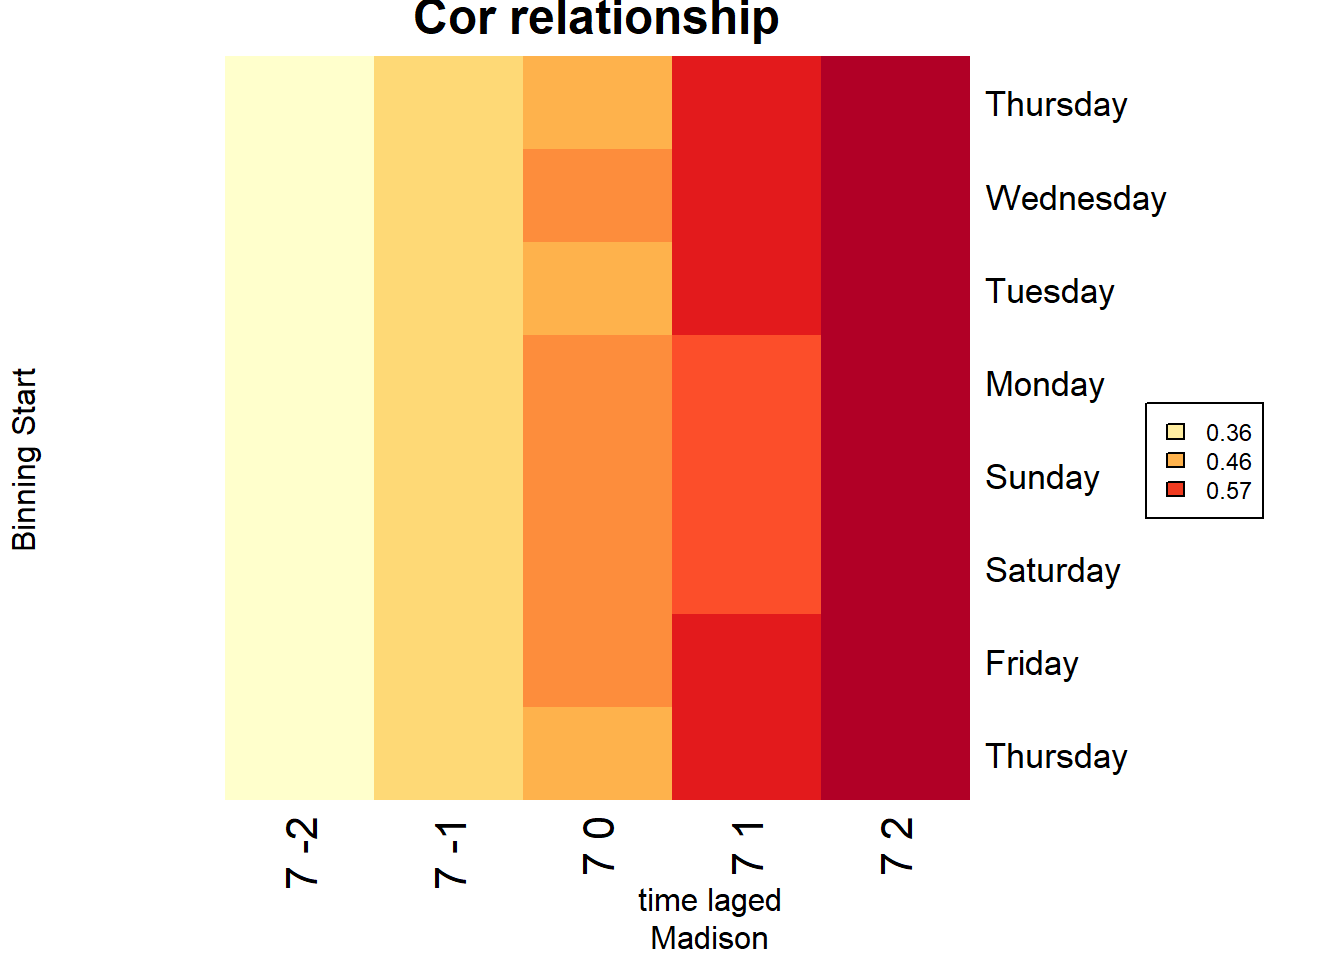 Cor relationship
Thursday
Wednesday
Tuesday
Monday
Sunday
Saturday
Friday
Thursday
Binning Start
0.36
0.46
0.57
7 -2
7 -1
7 0
7 1
7 2
time laged
Madison